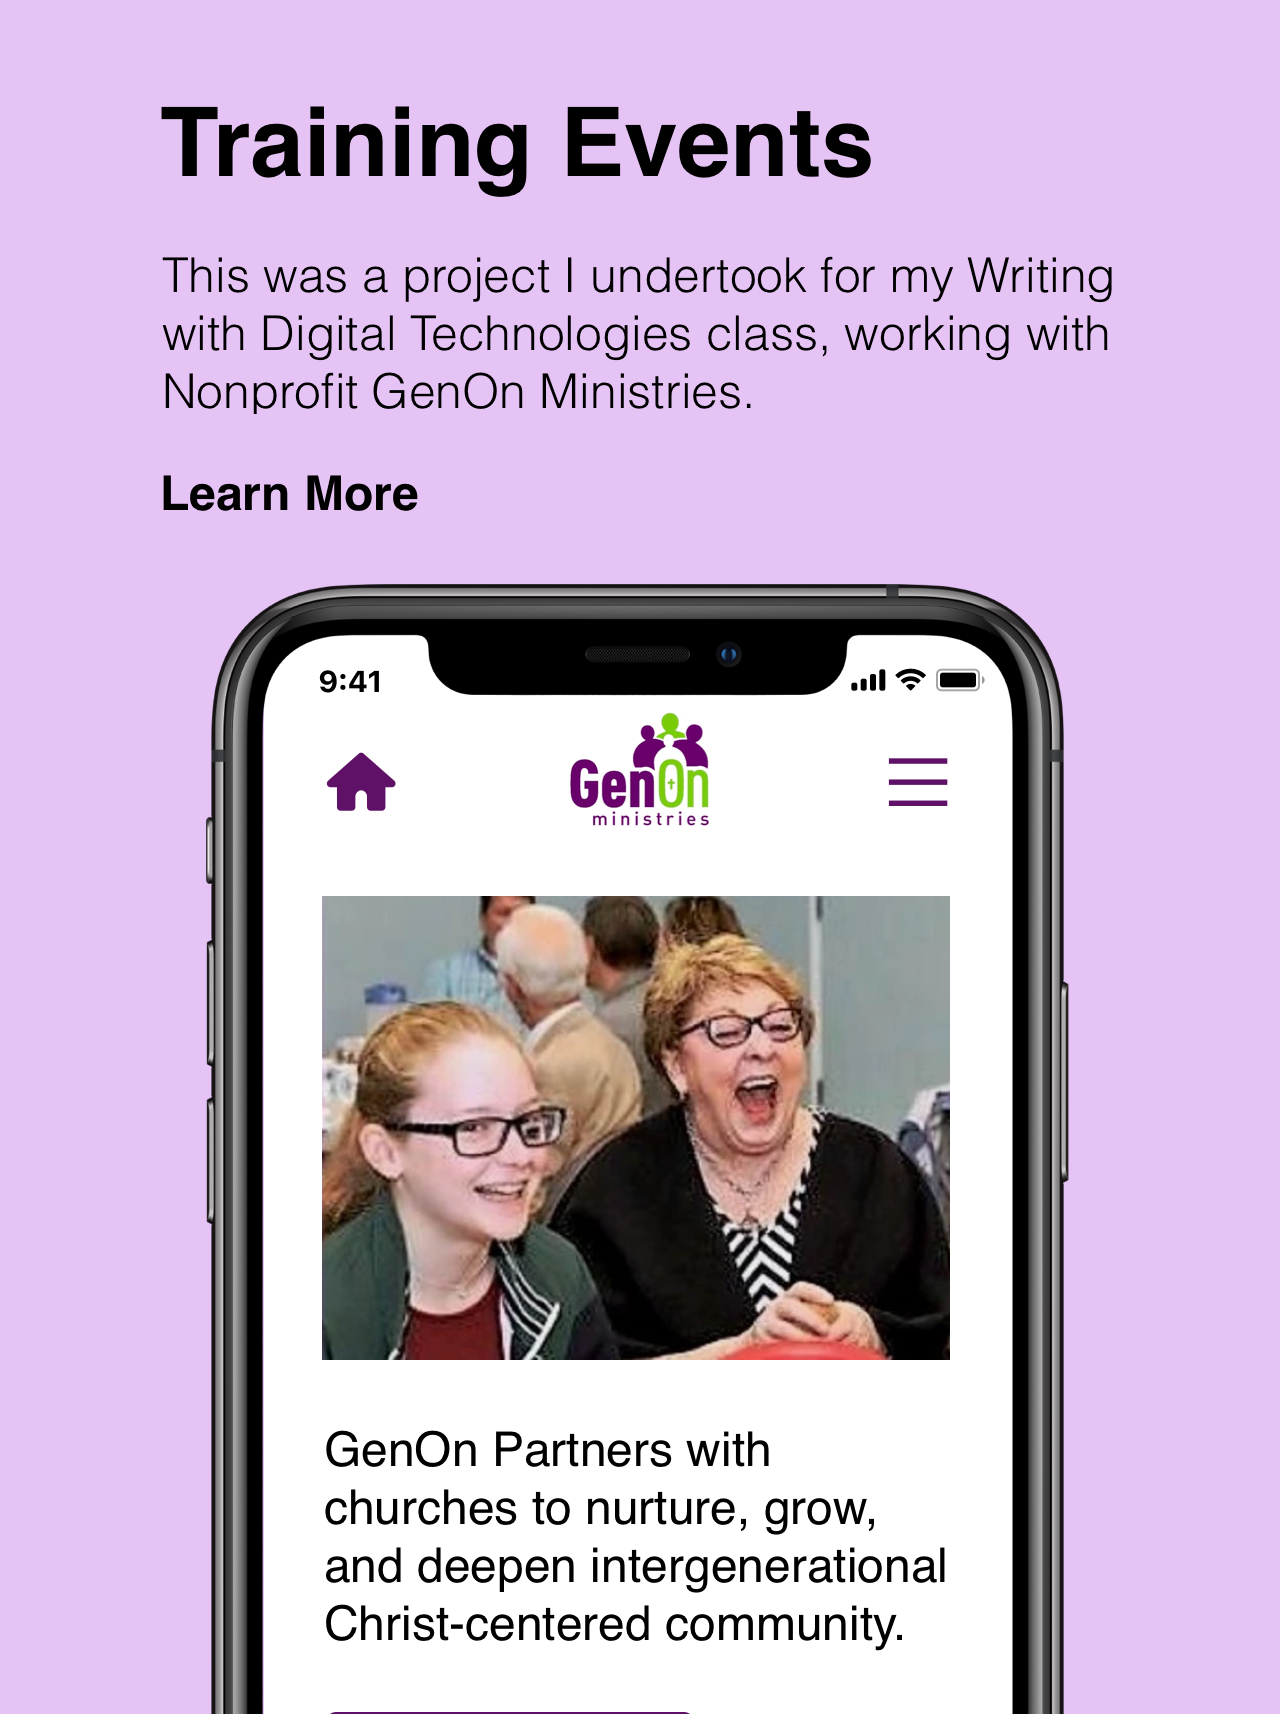 Training Events
This was a project I undertook for my Writing
with Digital Technologies class, working with
Nonprofit GenOn Ministries.
Learn More
9:41
GenOn
ministries
GenOn Partners with
churches to nurture, grow,
and deepen intergenerational
Christ-centered community.